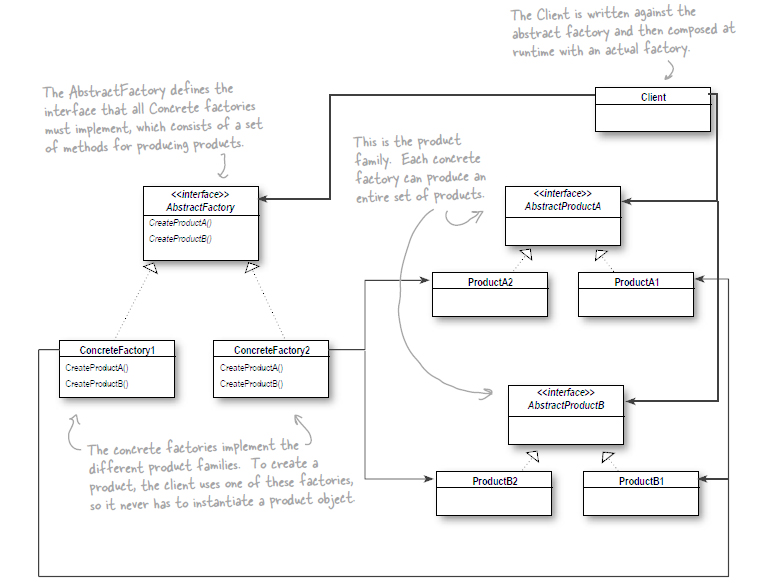 The Client is written against the
abstract factory and then composed at
runtime with an actual factory.
Client
The AbstractFactory defines the
interface that all Concrete factories
must implement, which consists of a set
of methods for producing products.
This is the product
family. Each concrete
factory can produce an
entire set of products.
<<interface>>
AbstractFactory
CreateProductA()
CreateProductB()
<<interface>>
AbstractProductA
ProductA2
ProductA1
ConcreteFactory1
CreateProductA()
CreateProductB()
ConcreteFactory2
CreateProductA()
CreateProductB()
<<interface>>
AbstractProductB
ProductB2
ProductB1
The concrete factories implement the
different product families. To create a
product, the client uses one of these factories,
so it never has to instantiate a product object